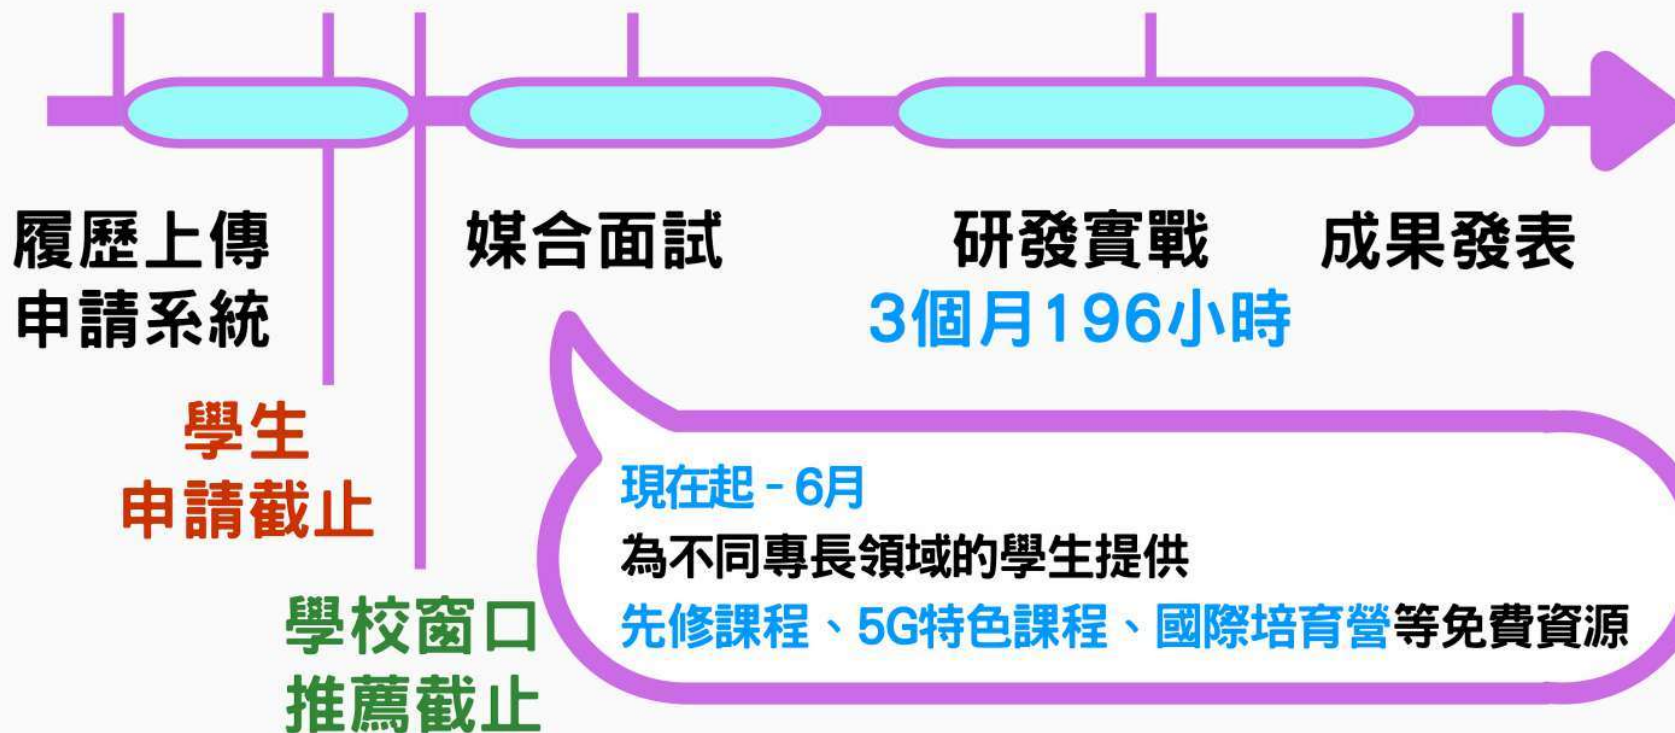 履歷上傳
申請系統
媒合面試
研發實戰
3個月196小時
成果發表
學生
申請截止
學校窗口
推薦截止
現在起 - 6月
為不同專長領域的學生提供
先修課程、5G特色課程、國際培育營等免費資源